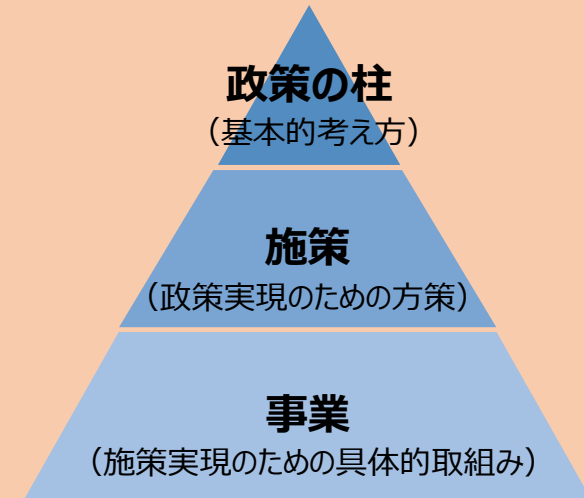 政策の柱
（基本的考え方）
施策
（政策実現のための方策）
事業
（施策実現のための具体的取組み）